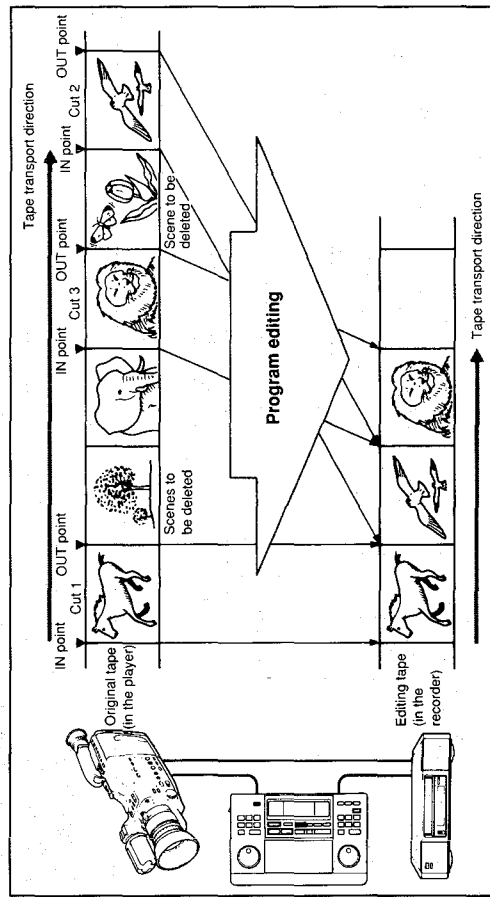 Tape transport direction
IN point
OUT point
IN point
OUT point
IN point
OUT point
Cut 1
Cut 3
Cut 2
Original tape
(in the player)
Scenes to
be deleted
Scene to be
deleted
Program editing
Editing tape
(in the
recorder)
Tape transport direction